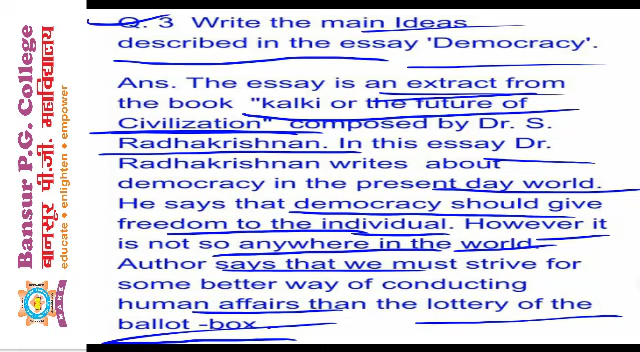 Q. 3 Write the main Ideas
described in the essay 'Democracy'.
Ans. The essay is an extract from
the book "kalki or the future of
Civilization" composed by Dr. S.
Radhakrishnan. In this essay Dr.
Radhakrishnan writes about
democracy in the present day world.
He says that democracy should give
freedom to the individual. However it
is not so anywhere in the world.
Author says that we must strive for
some better way of conducting
human affairs than the lottery of the
ballot -box .
Bansur P.G. College
बानसूर पी.जी. महाविद्यालय
educate • enlighten • empower